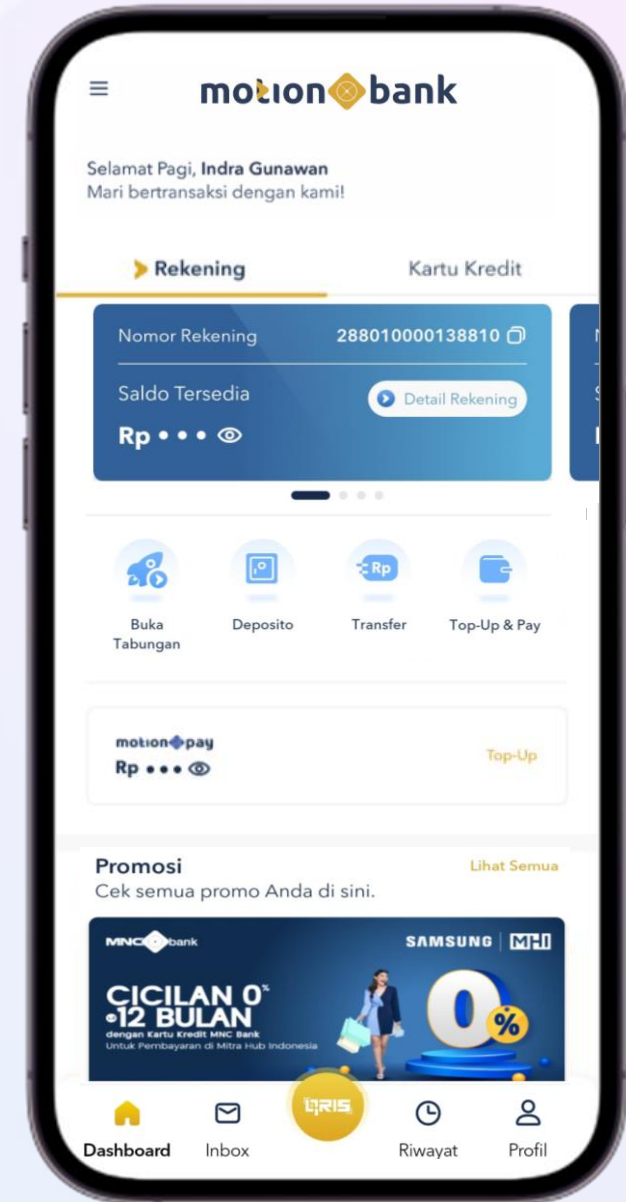 motion bank
Selamat Pagi, Indra Gunawan
Mari bertransaksi dengan kami!
Rekening Kartu Kredit
Nomor Rekening 288010000138810
Saldo Tersedia Detail Rekening
Rp •••
Rp
Buka Tabungan Deposito Transfer Top-Up & Pay
motion pay
Rp ••• Top-Up
Promosi Lihat Semua
Cek semua promo Anda di sini.
MNC bank SAMSUNG MHI
CICILAN 0%
12 BULAN
dengan Kartu Kredit MNC Bank
Untuk Pembayaran di Mitra Hub Indonesia
0%
QRIS
Dashboard Inbox Riwayat Profil